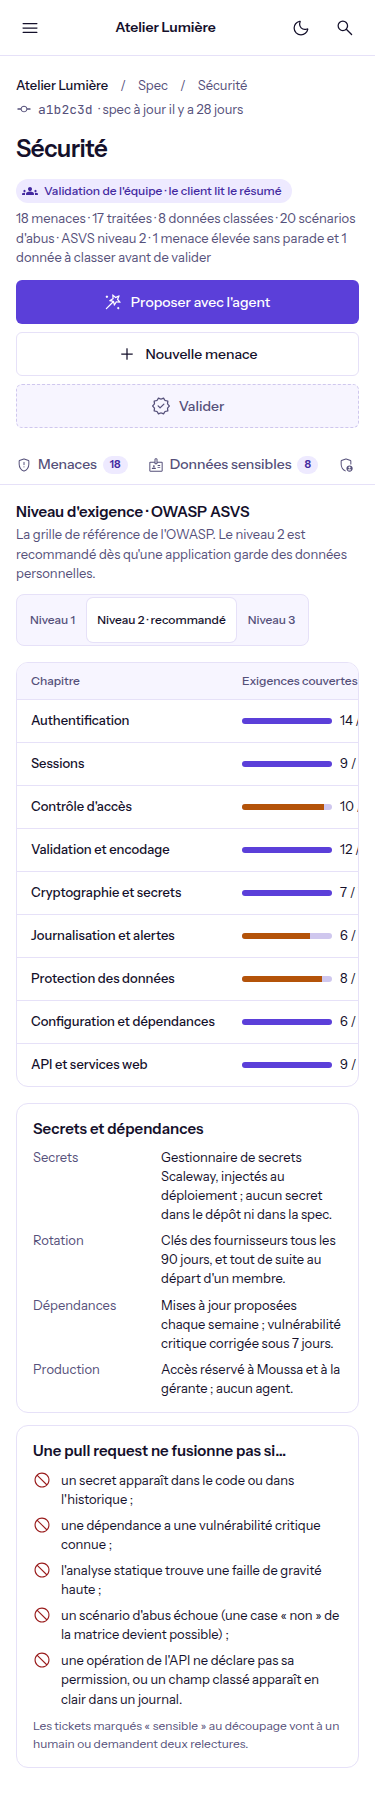 Atelier Lumière
Atelier Lumière / Spec / Sécurité
a1b2c3d · spec à jour il y a 28 jours
Sécurité
Validation de l'équipe · le client lit le résumé
18 menaces · 17 traitées · 8 données classées · 20 scénarios
d'abus · ASVS niveau 2 · 1 menace élevée sans parade et 1
donnée à classer avant de valider
Proposer avec l'agent
Nouvelle menace
Valider
Menaces 18 Données sensibles 8
Niveau d'exigence · OWASP ASVS
La grille de référence de l'OWASP. Le niveau 2 est
recommandé dès qu'une application garde des données
personnelles.
Niveau 1 Niveau 2 · recommandé Niveau 3
Chapitre Exigences couvertes
Authentification 14 /
Sessions 9 /
Contrôle d'accès 10 /
Validation et encodage 12 /
Cryptographie et secrets 7 /
Journalisation et alertes 6 /
Protection des données 8 /
Configuration et dépendances 6 /
API et services web 9 /
Secrets et dépendances
Secrets Gestionnaire de secrets
Scaleway, injectés au
déploiement ; aucun secret
dans le dépôt ni dans la spec.
Rotation Clés des fournisseurs tous les
90 jours, et tout de suite au
départ d'un membre.
Dépendances Mises à jour proposées
chaque semaine ; vulnérabilité
critique corrigée sous 7 jours.
Production Accès réservé à Moussa et à la
gérante ; aucun agent.
Une pull request ne fusionne pas si…
un secret apparaît dans le code ou dans
l'historique ;
une dépendance a une vulnérabilité critique
connue ;
l'analyse statique trouve une faille de gravité
haute ;
un scénario d'abus échoue (une case « non » de
la matrice devient possible) ;
une opération de l'API ne déclare pas sa
permission, ou un champ classé apparaît en
clair dans un journal.
Les tickets marqués « sensible » au découpage vont à un
humain ou demandent deux relectures.